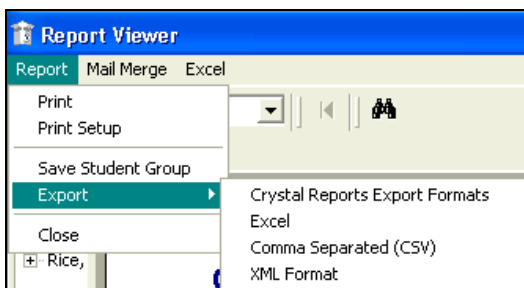 Report Viewer
Report Mail Merge Excel
Print
Print Setup
Save Student Group
Export
Crystal Reports Export Formats
Excel
Comma Separated (CSV)
XML Format
Close
Rice,